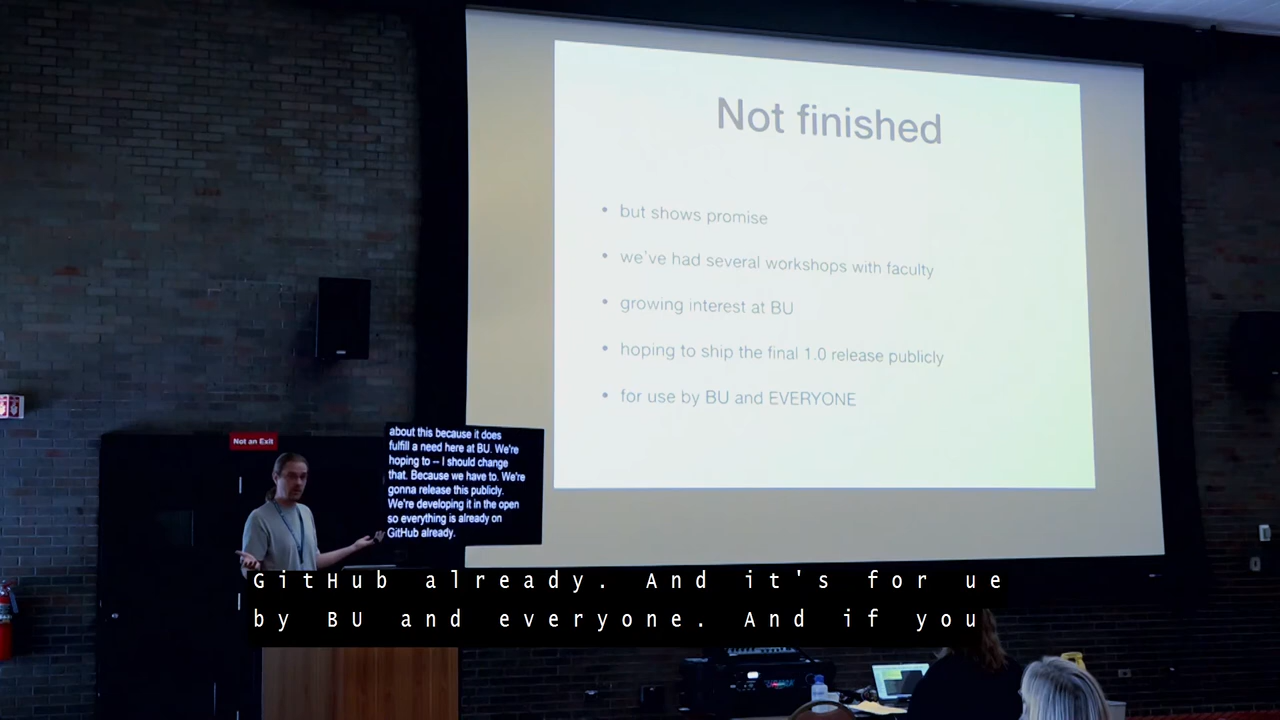 Not finished
• but shows promise
• we've had several workshops with faculty
• growing interest at BU
• hoping to ship the final 1.0 release publicly
• for use by BU and EVERYONE
Not an Exit
about this because it does
fulfill a need here at BU. We're
hoping to – I should change
that. Because we have to. We're
gonna release this publicly.
We're developing it in the open
so everything is already on
GitHub already.
GitHub already. And it's for ue
by BU and everyone. And if you